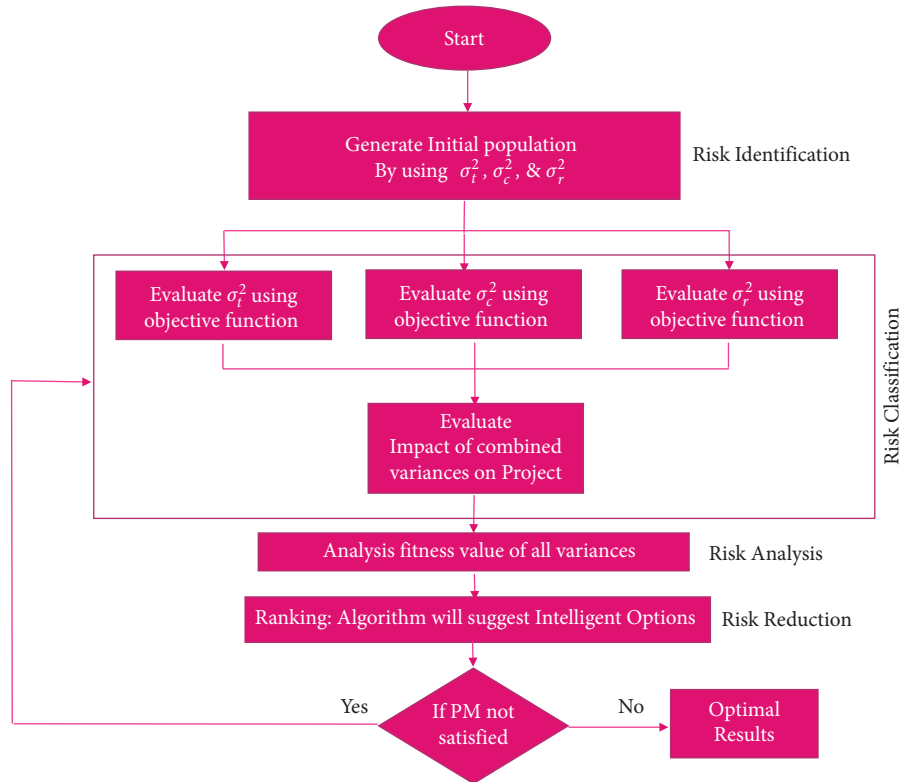 Start
Generate Initial population
By using σ_t^2, σ_c^2, & σ_r^2
Risk Identification
Evaluate σ_t^2 using
objective function
Evaluate σ_c^2 using
objective function
Evaluate σ_r^2 using
objective function
Evaluate
Impact of combined
variances on Project
Risk Classification
Analysis fitness value of all variances
Risk Analysis
Ranking: Algorithm will suggest Intelligent Options
Risk Reduction
Yes
If PM not
satisfied
No
Optimal
Results